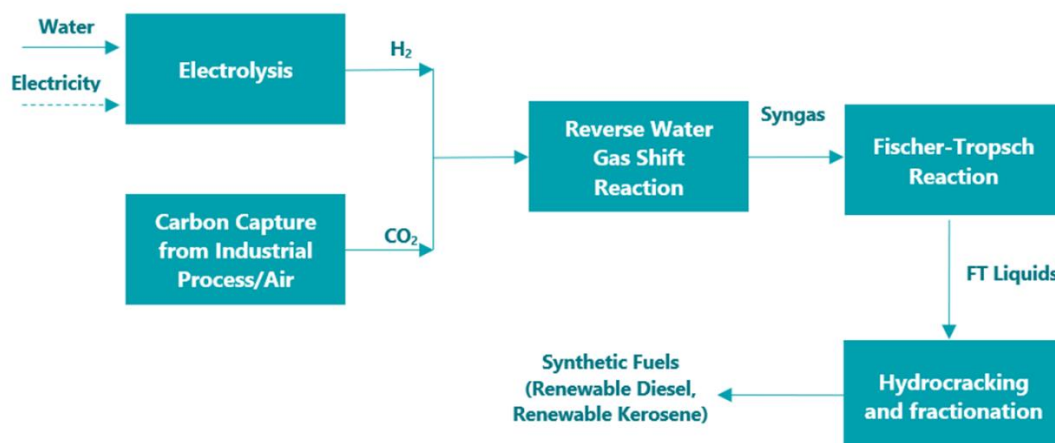 Water
Electricity
Electrolysis
H₂
Carbon Capture
from Industrial
Process/Air
CO₂
Reverse Water
Gas Shift
Reaction
Syngas
Fischer-Tropsch
Reaction
FT Liquids
Hydrocracking
and fractionation
Synthetic Fuels
(Renewable Diesel,
Renewable Kerosene)